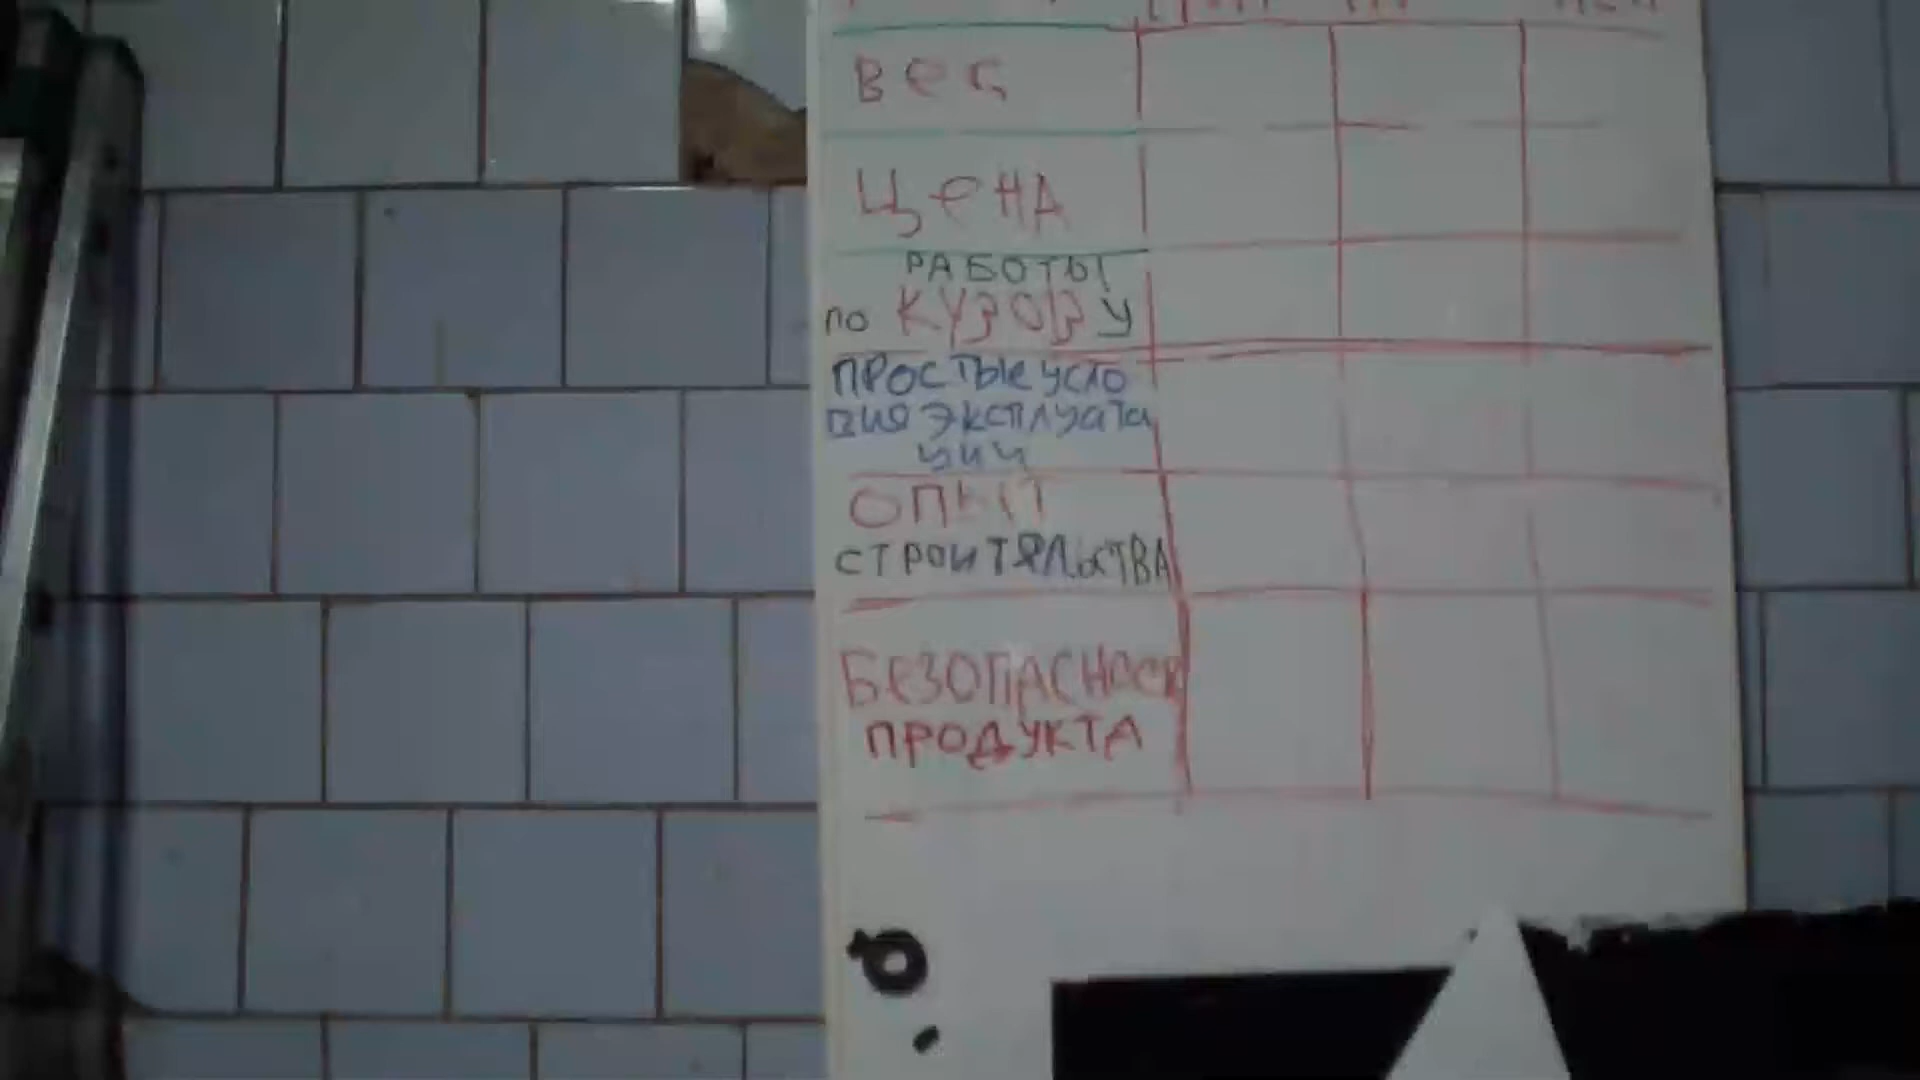 вес
цена
РАБОТЫ
по КУЗОВУ
ПРОСТЫЕ УСЛО
ВИЯ ЭКСПЛУАТА
ции
ОПЫТ
СТРОИТЕЛЬСТВА
БЕЗОПАСНОСТЬ
ПРОДУКТА